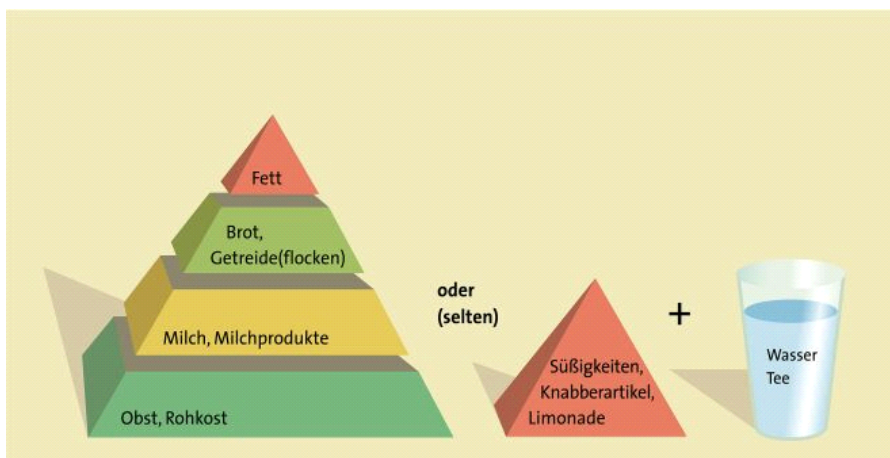 Fett
Brot,
Getreide(flocken)
Milch, Milchprodukte
Obst, Rohkost
oder
(selten)
Süßigkeiten,
Knabberartikel,
Limonade
+
Wasser
Tee